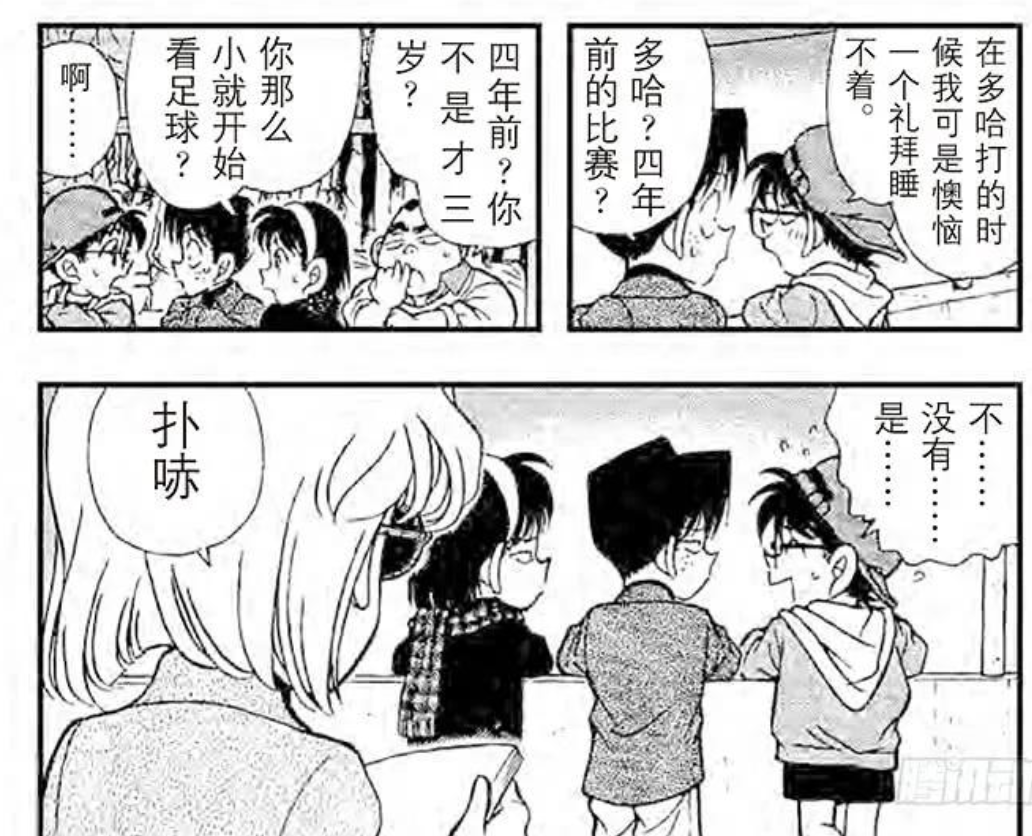 在多哈打的时
候我可是懊恼
一个礼拜睡
不着。
多哈？四年
前的比赛？
四年前？你
不是才三
岁？
你那么
小就开始
看足球？
啊……
不……
没有……
是……
扑哧